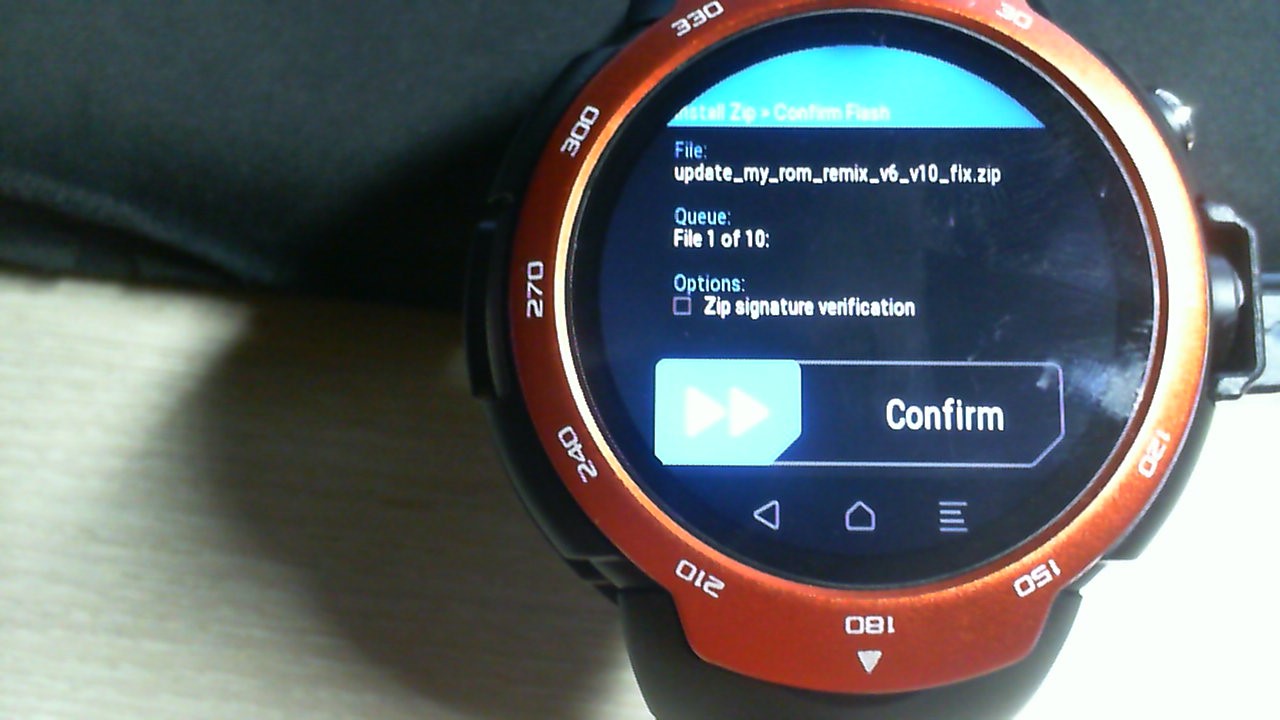 330
30
300
270
240
210
180
150
120
Install Zip > Confirm Flash
File:
update_my_rom_remix_v6_v10_fix.zip
Queue:
File 1 of 10:
Options:
Zip signature verification
Confirm